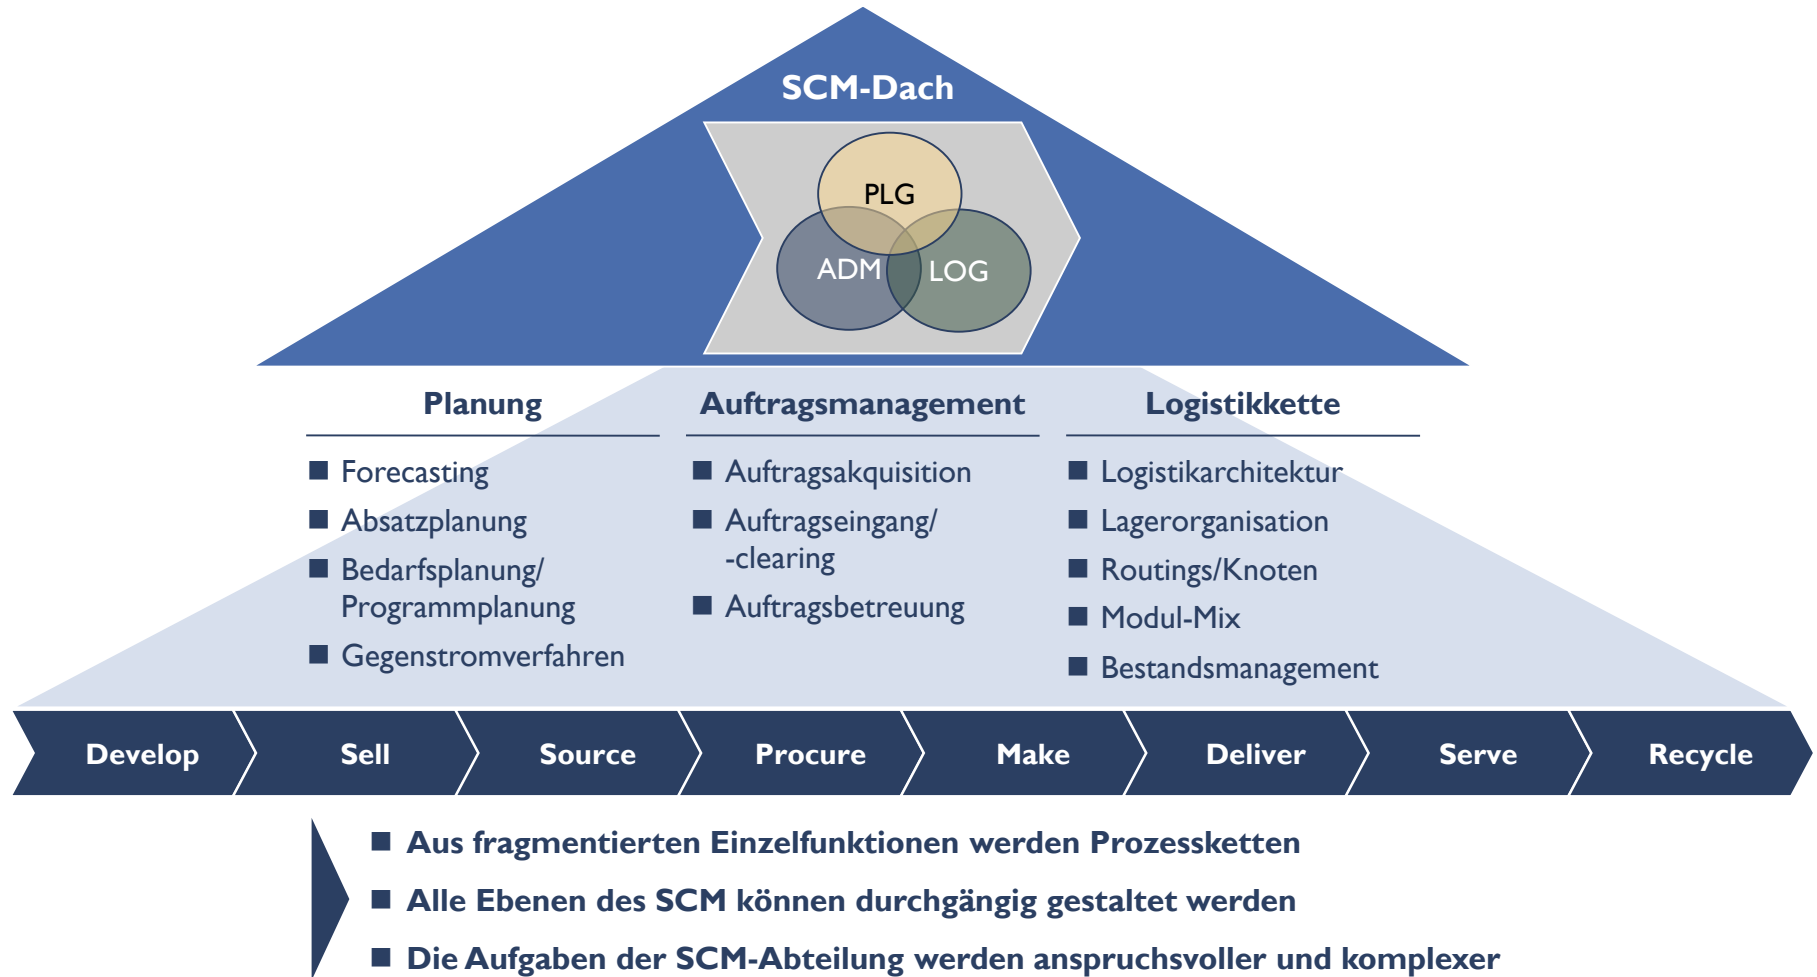 SCM-Dach
PLG
ADM
LOG
Planung
Forecasting
Absatzplanung
Bedarfsplanung/
Programmplanung
Gegenstromverfahren
Auftragsmanagement
Auftragsakquisition
Auftragseingang/
-clearing
Auftragsbetreuung
Logistikkette
Logistikarchitektur
Lagerorganisation
Routings/Knoten
Modul-Mix
Bestandsmanagement
Develop
Sell
Source
Procure
Make
Deliver
Serve
Recycle
Aus fragmentierten Einzelfunktionen werden Prozessketten
Alle Ebenen des SCM können durchgängig gestaltet werden
Die Aufgaben der SCM-Abteilung werden anspruchsvoller und komplexer